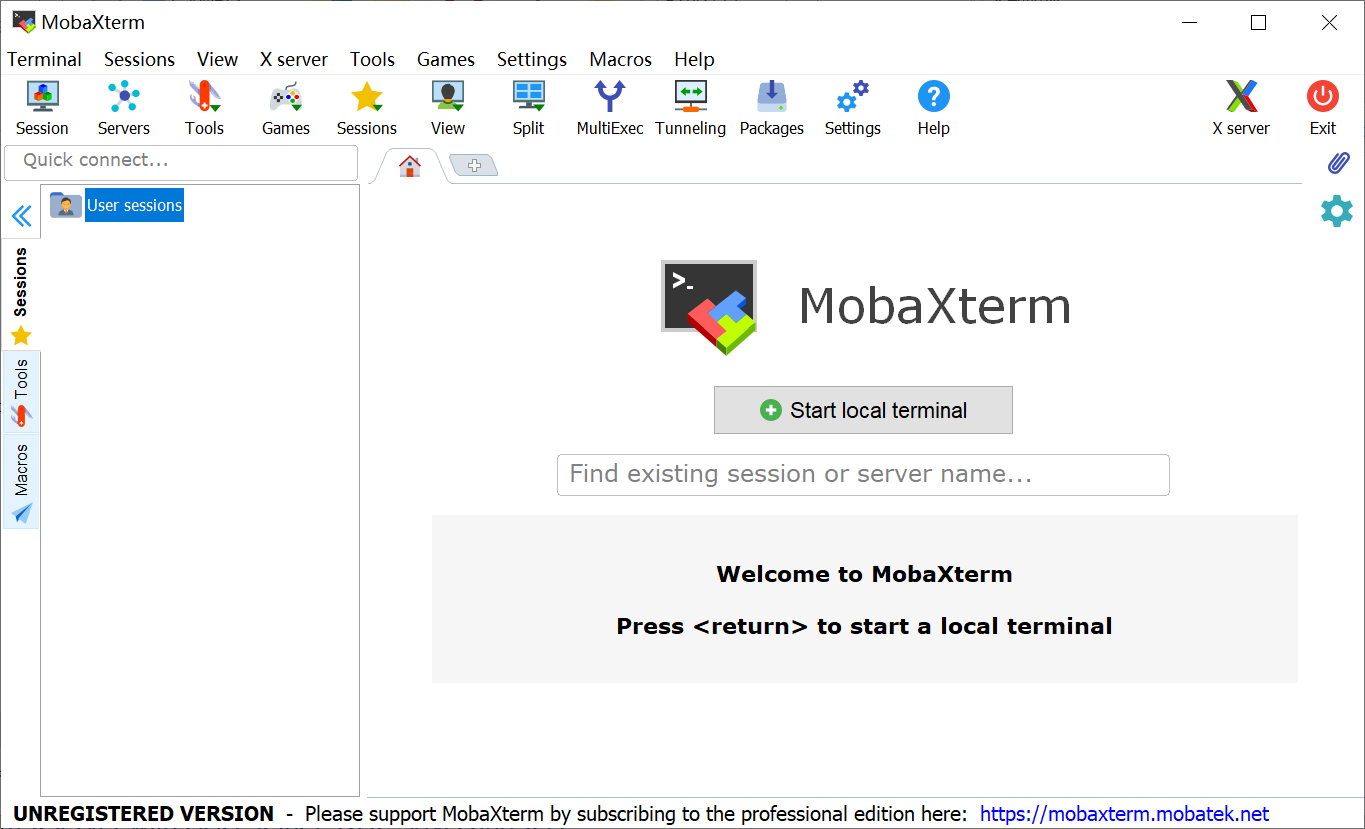 MobaXterm
Terminal Sessions View X server Tools Games Settings Macros Help
Session Servers Tools Games Sessions View Split MultiExec Tunneling Packages Settings Help X server Exit
Quick connect...
User sessions
Sessions
Tools
Macros
>_
MobaXterm
Start local terminal
Find existing session or server name...
Welcome to MobaXterm
Press <return> to start a local terminal
UNREGISTERED VERSION - Please support MobaXterm by subscribing to the professional edition here: https://mobaxterm.mobatek.net